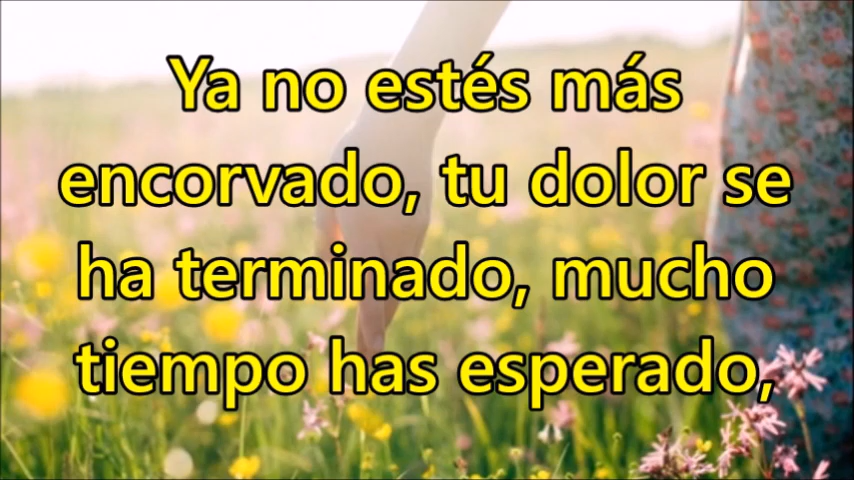 Ya no estés más
encorvado, tu dolor se
ha terminado, mucho
tiempo has esperado,